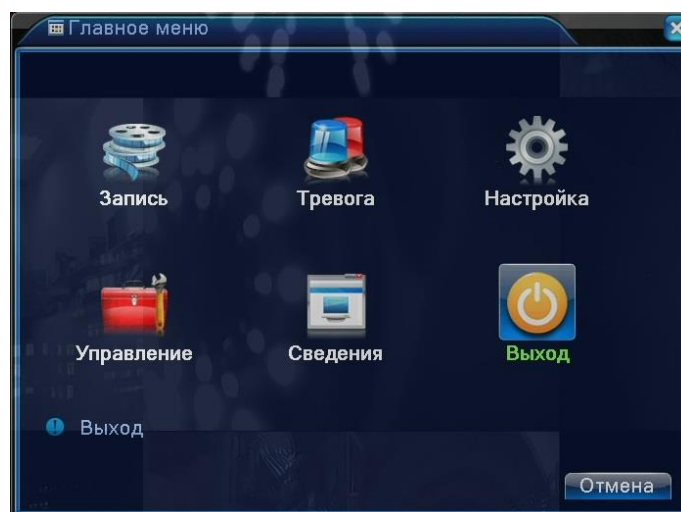 Главное меню
Запись
Тревога
Настройка
Управление
Сведения
Выход
Выход
Отмена